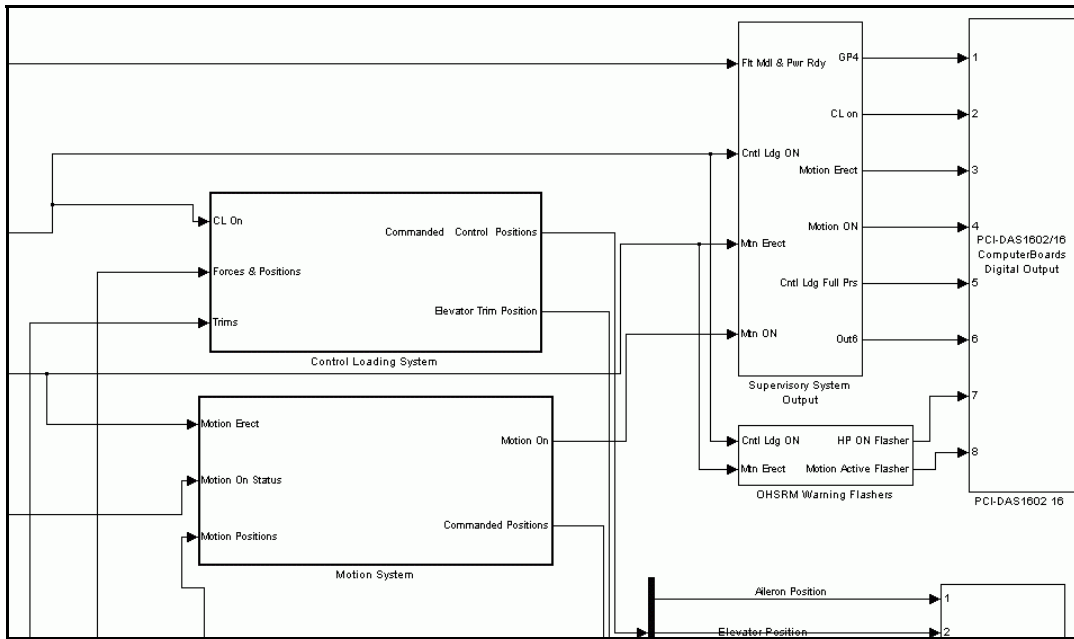 Flt Mdl & Pwr Rdy
GP4
1
CL on
2
Cntl Ldg ON
Motion Erect
3
CL On
Commanded Control Positions
Motion ON
4
PCI-DAS1602/16
ComputerBoards
Digital Output
Mtn Erect
Forces & Positions
Cntl Ldg Full Prs
5
Elevator Trim Position
Trims
Mtn ON
Out6
6
Control Loading System
Supervisory System
Output
7
Motion Erect
Motion On
Cntl Ldg ON
HP ON Flasher
8
Mtn Erect
Motion Active Flasher
Motion On Status
OHSRM Warning Flashers
PCI-DAS1602 16
Commanded Positions
Motion Positions
Motion System
Aileron Position
1
Elevator Position
2